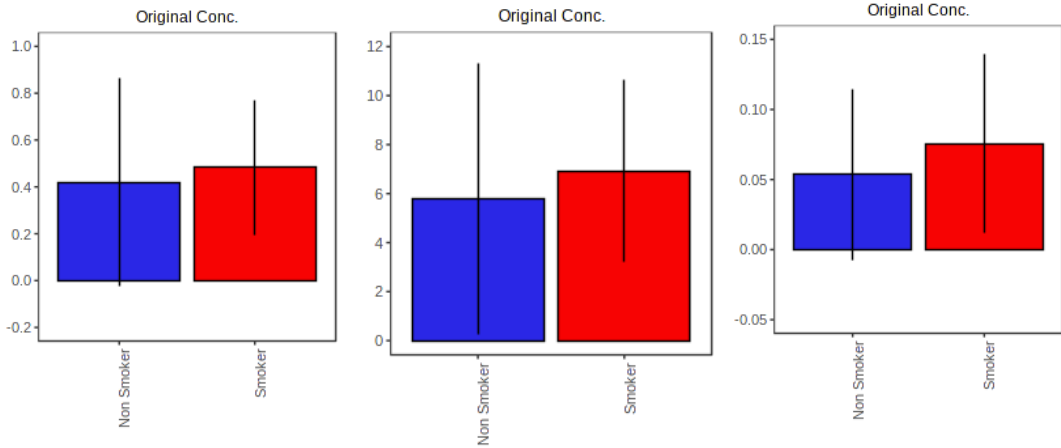 Original Conc.
1.0
0.8
0.6
0.4
0.2
0.0
-0.2
Non Smoker
Smoker
Original Conc.
12
10
8
6
4
2
0
Non Smoker
Smoker
Original Conc.
0.15
0.10
0.05
0.00
-0.05
Non Smoker
Smoker